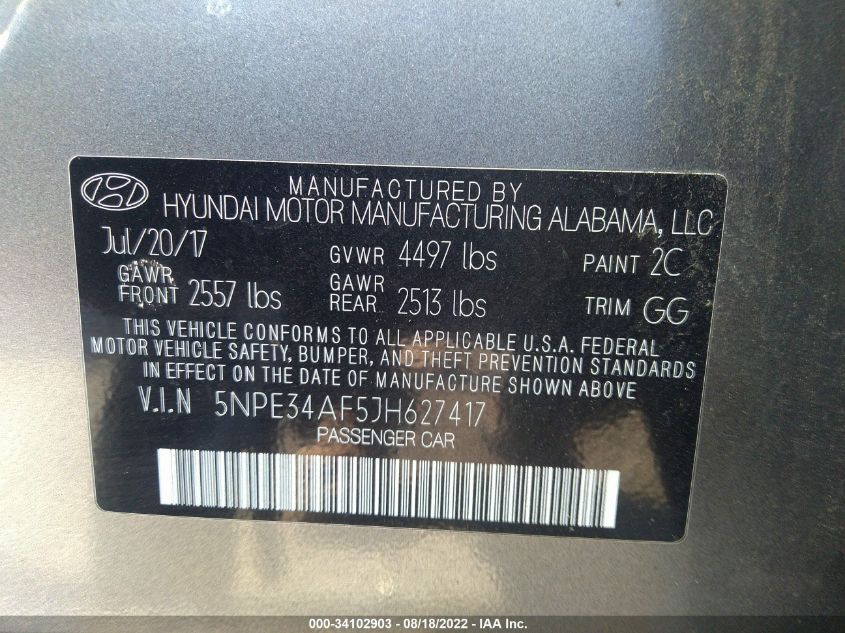 MANUFACTURED BY
HYUNDAI MOTOR MANUFACTURING ALABAMA, LLC
Jul/20/17 GVWR 4497 lbs PAINT 2C
GAWR FRONT 2557 lbs GAWR REAR 2513 lbs TRIM GG
THIS VEHICLE CONFORMS TO ALL APPLICABLE U.S.A. FEDERAL
MOTOR VEHICLE SAFETY, BUMPER, AND THEFT PREVENTION STANDARDS
IN EFFECT ON THE DATE OF MANUFACTURE SHOWN ABOVE
V.I.N 5NPE34AF5JH627417
PASSENGER CAR
000-34102903 - 08/18/2022 - IAA Inc.